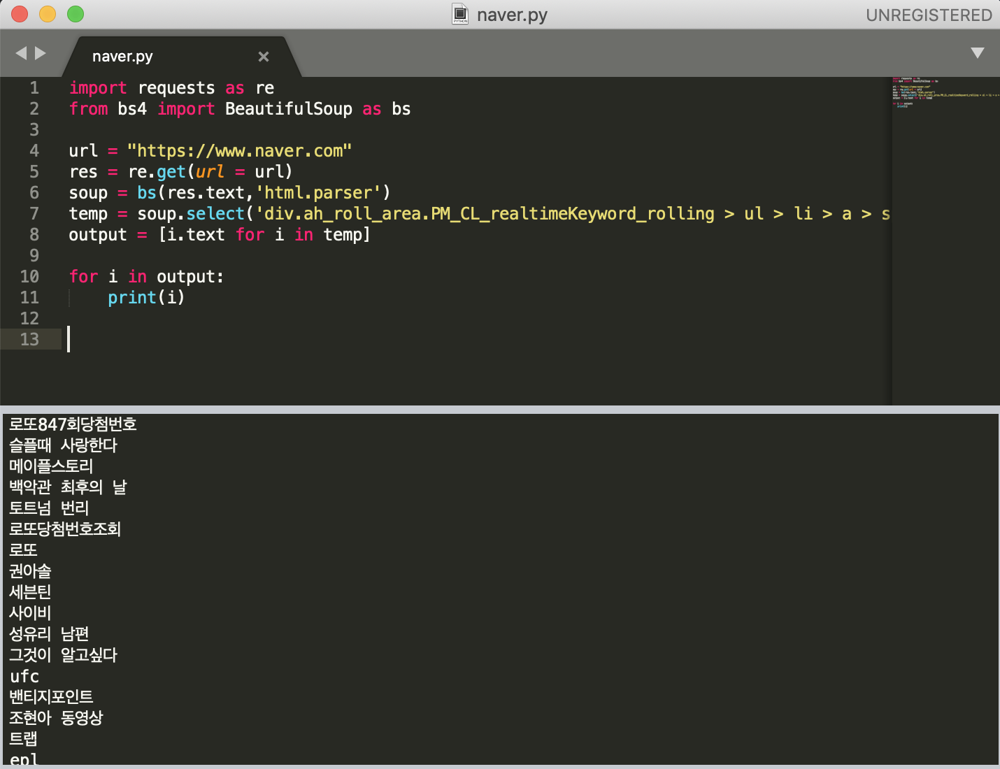 naver.py
UNREGISTERED
naver.py
1 import requests as re
2 from bs4 import BeautifulSoup as bs
3
4 url = "https://www.naver.com"
5 res = re.get(url = url)
6 soup = bs(res.text,'html.parser')
7 temp = soup.select('div.ah_roll_area.PM_CL_realtimeKeyword_rolling > ul > li > a > s
8 output = [i.text for i in temp]
9
10 for i in output:
11     print(i)
12
13
로또847회당첨번호
슬플때 사랑한다
메이플스토리
백악관 최후의 날
토트넘 번리
로또당첨번호조회
로또
권아솔
세븐틴
사이비
성유리 남편
그것이 알고싶다
ufc
밴티지포인트
조현아 동영상
트랩
epl